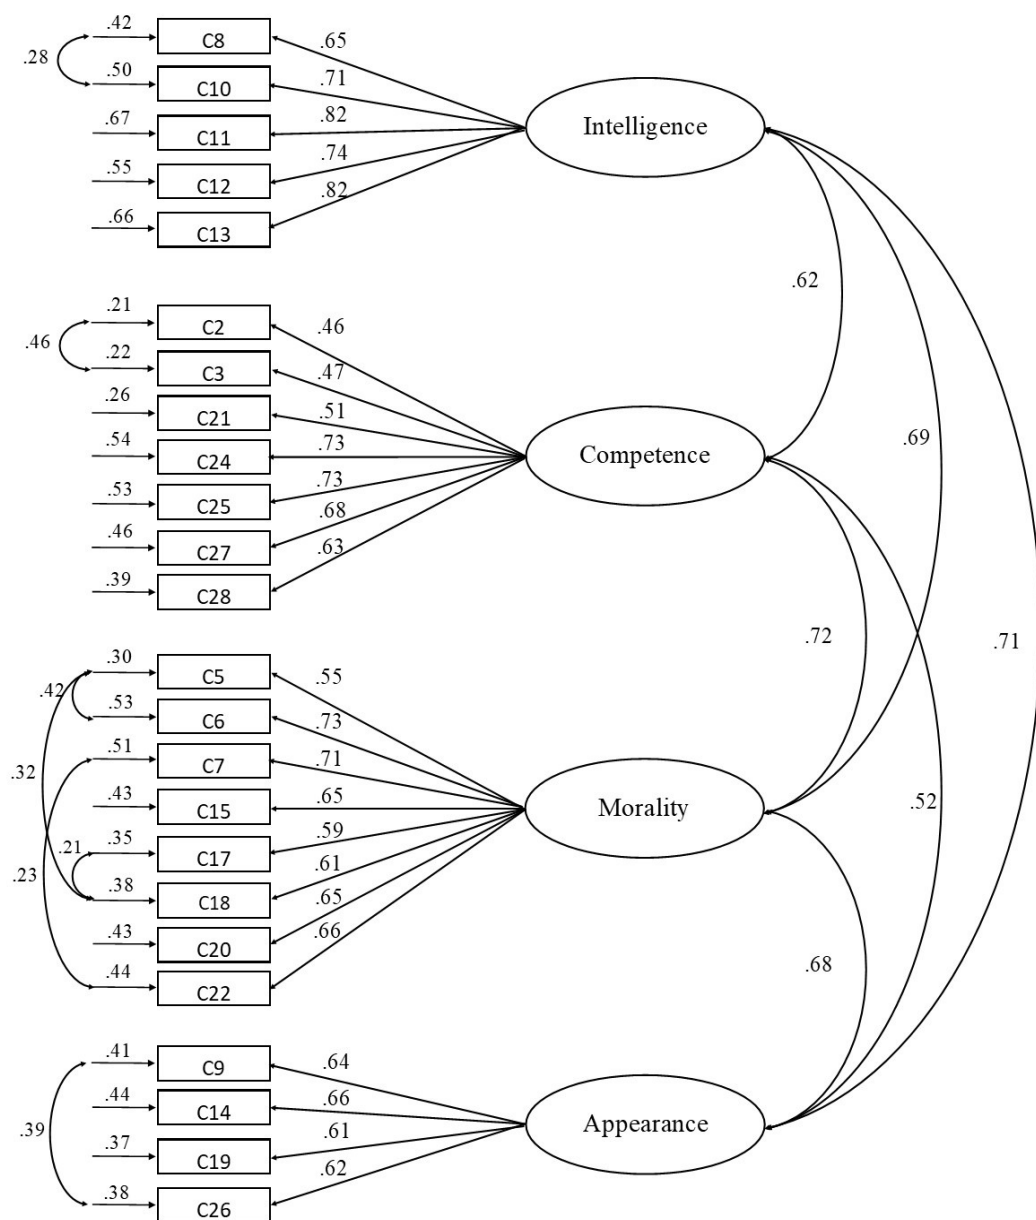 .42 C8 .65
.28
.50 C10 .71
.67 C11 .82
Intelligence
.55 C12 .74
.66 C13 .82
.62
.21 C2 .46
.46
.22 C3 .47
.26 C21 .51
.69
.54 C24 .73
Competence
.53 C25 .73
.46 C27 .68
.39 C28 .63
.72
.71
.30 C5 .55
.42
.53 C6 .73
.51 C7 .71
.32
.43 C15 .65
Morality
.52
.35 C17 .59
.21
.23
.38 C18 .61
.43 C20 .65
.44 C22 .66
.68
.41 C9 .64
.44 C14 .66
.39
Appearance
.37 C19 .61
.38 C26 .62